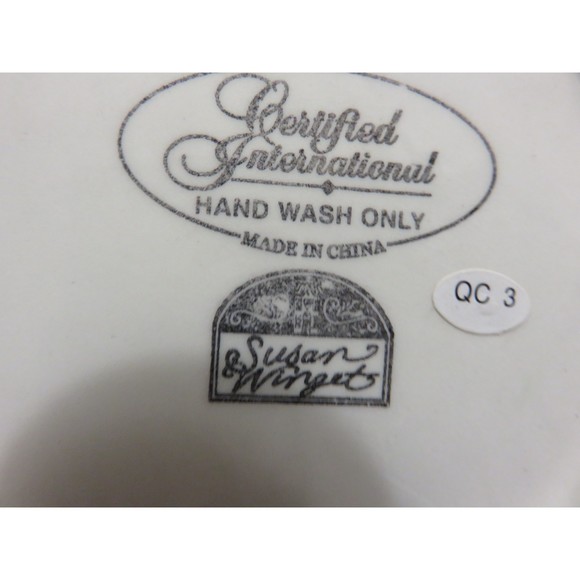 Certified
International
HAND WASH ONLY
MADE IN CHINA
QC 3
Susan
Winget